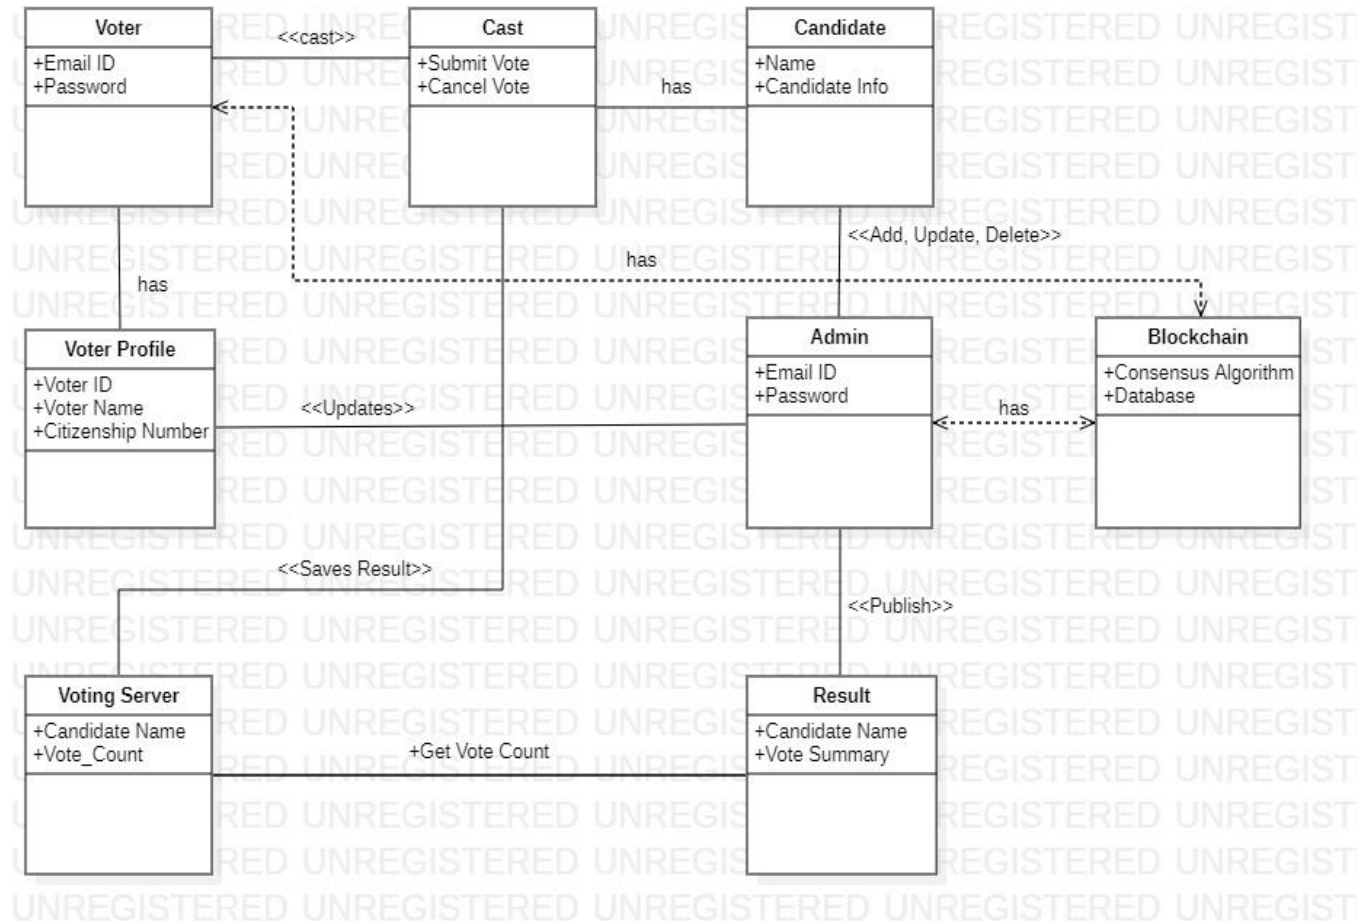 Voter
+Email ID
+Password
<<cast>>
Cast
+Submit Vote
+Cancel Vote
has
Candidate
+Name
+Candidate Info
<<Add, Update, Delete>>
has
has
Voter Profile
+Voter ID
+Voter Name
+Citizenship Number
<<Updates>>
Admin
+Email ID
+Password
has
Blockchain
+Consensus Algorithm
+Database
<<Saves Result>>
<<Publish>>
Voting Server
+Candidate Name
+Vote_Count
+Get Vote Count
Result
+Candidate Name
+Vote Summary
UNREGISTERED